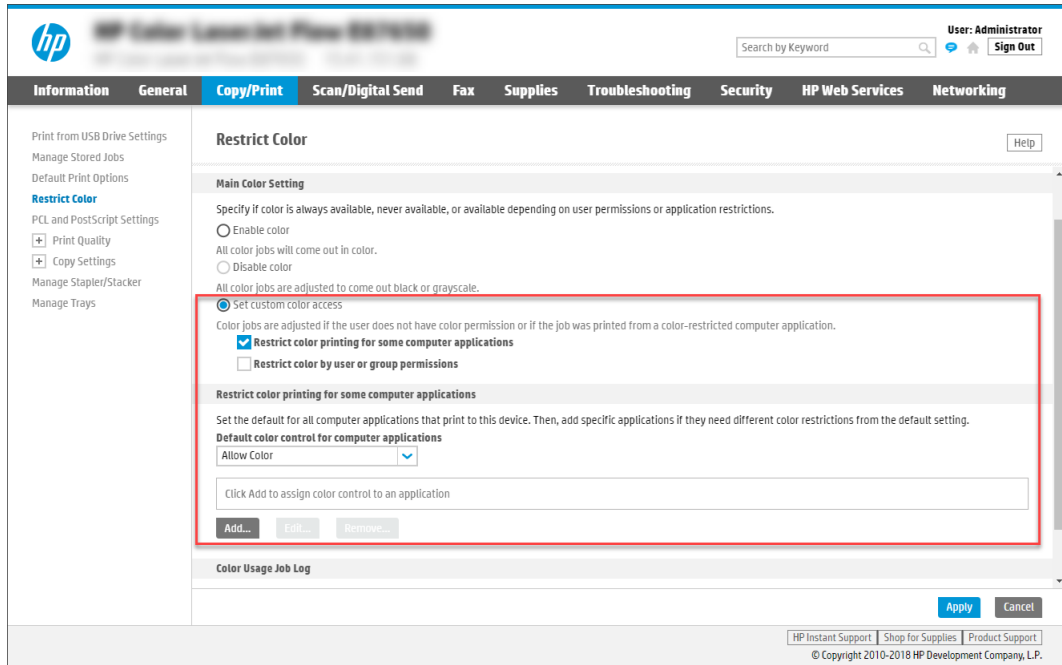 hp
User: Administrator
Search by Keyword
Sign Out
Information General Copy/Print Scan/Digital Send Fax Supplies Troubleshooting Security HP Web Services Networking
Print from USB Drive Settings
Manage Stored Jobs
Default Print Options
Restrict Color
PCL and PostScript Settings
+ Print Quality
+ Copy Settings
Manage Stapler/Stacker
Manage Trays
Restrict Color
Help
Main Color Setting
Specify if color is always available, never available, or available depending on user permissions or application restrictions.
Enable color
All color jobs will come out in color.
Disable color
All color jobs are adjusted to come out black or grayscale.
Set custom color access
Color jobs are adjusted if the user does not have color permission or if the job was printed from a color-restricted computer application.
Restrict color printing for some computer applications
Restrict color by user or group permissions
Restrict color printing for some computer applications
Set the default for all computer applications that print to this device. Then, add specific applications if they need different color restrictions from the default setting.
Default color control for computer applications
Allow Color
Click Add to assign color control to an application
Add... Edit... Remove...
Color Usage Job Log
Apply Cancel
HP Instant Support Shop for Supplies Product Support
© Copyright 2010-2018 HP Development Company, L.P.